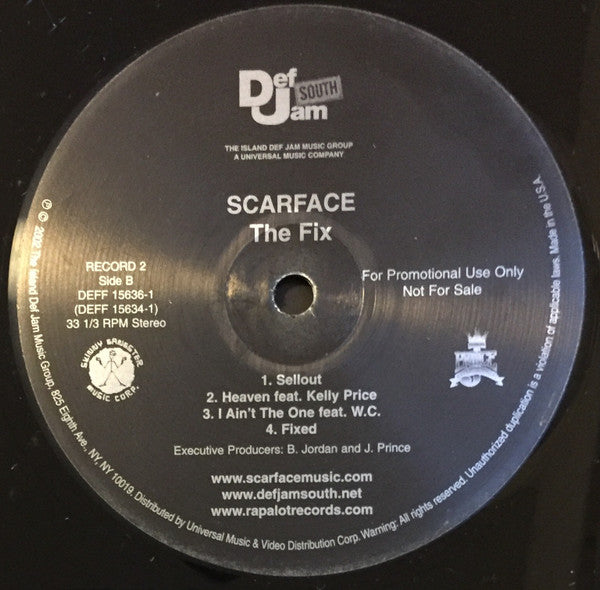 Def
Jam
SOUTH
THE ISLAND DEF JAM MUSIC GROUP
A UNIVERSAL MUSIC COMPANY
SCARFACE
The Fix
RECORD 2
Side B
DEFF 15636-1
(DEFF 15634-1)
33 1/3 RPM Stereo
For Promotional Use Only
Not For Sale
MUSIC CORP.
1. Sellout
2. Heaven feat. Kelly Price
3. I Ain't The One feat. W.C.
4. Fixed
Executive Producers: B. Jordan and J. Prince
www.scarfacemusic.com
www.defjamsouth.net
www.rapalotrecords.com
℗ © 2002 The Island Def Jam Music Group, 825 Eighth Ave., NY, NY 10019. Distributed by Universal Music & Video Distribution Corp. Warning: All rights reserved. Unauthorized duplication is a violation of applicable laws. Made in the U.S.A.